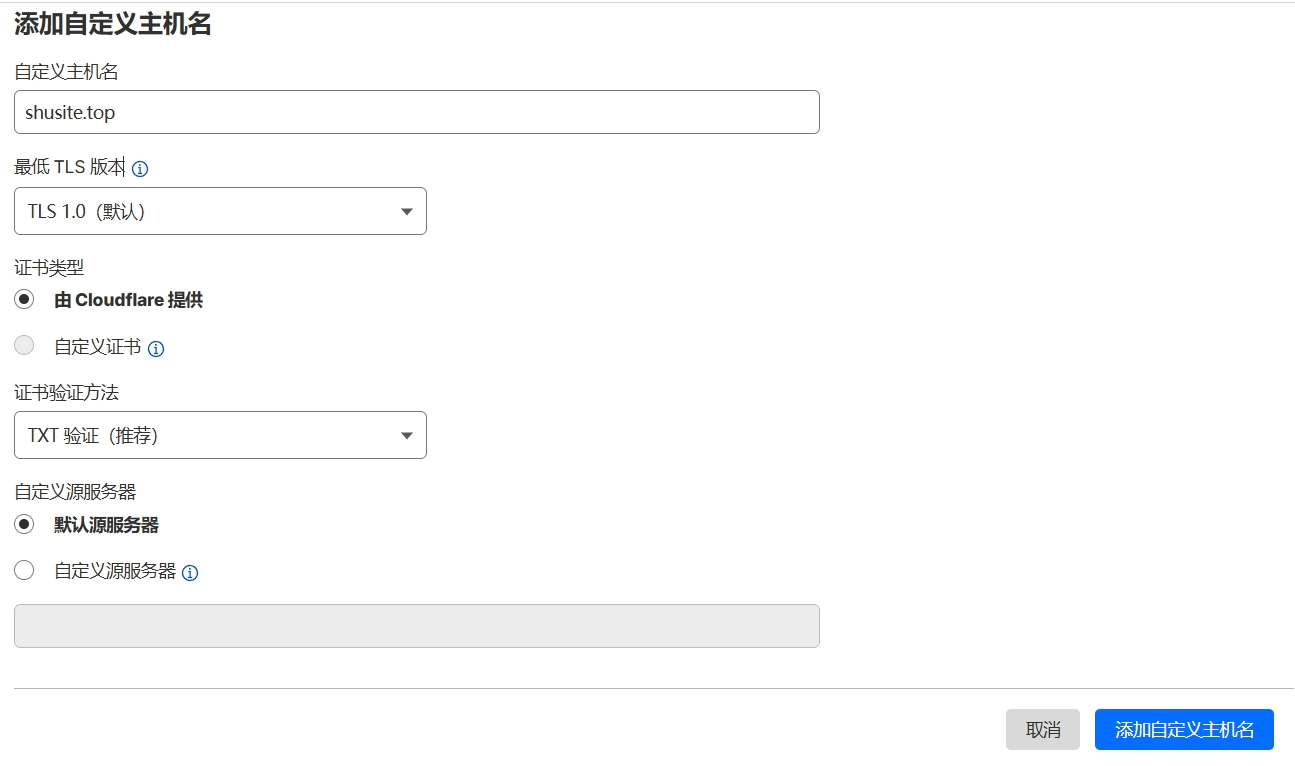 添加自定义主机名
自定义主机名
shusite.top
最低 TLS 版本
TLS 1.0（默认）
证书类型
由 Cloudflare 提供
自定义证书
证书验证方法
TXT 验证（推荐）
自定义源服务器
默认源服务器
自定义源服务器
取消 添加自定义主机名